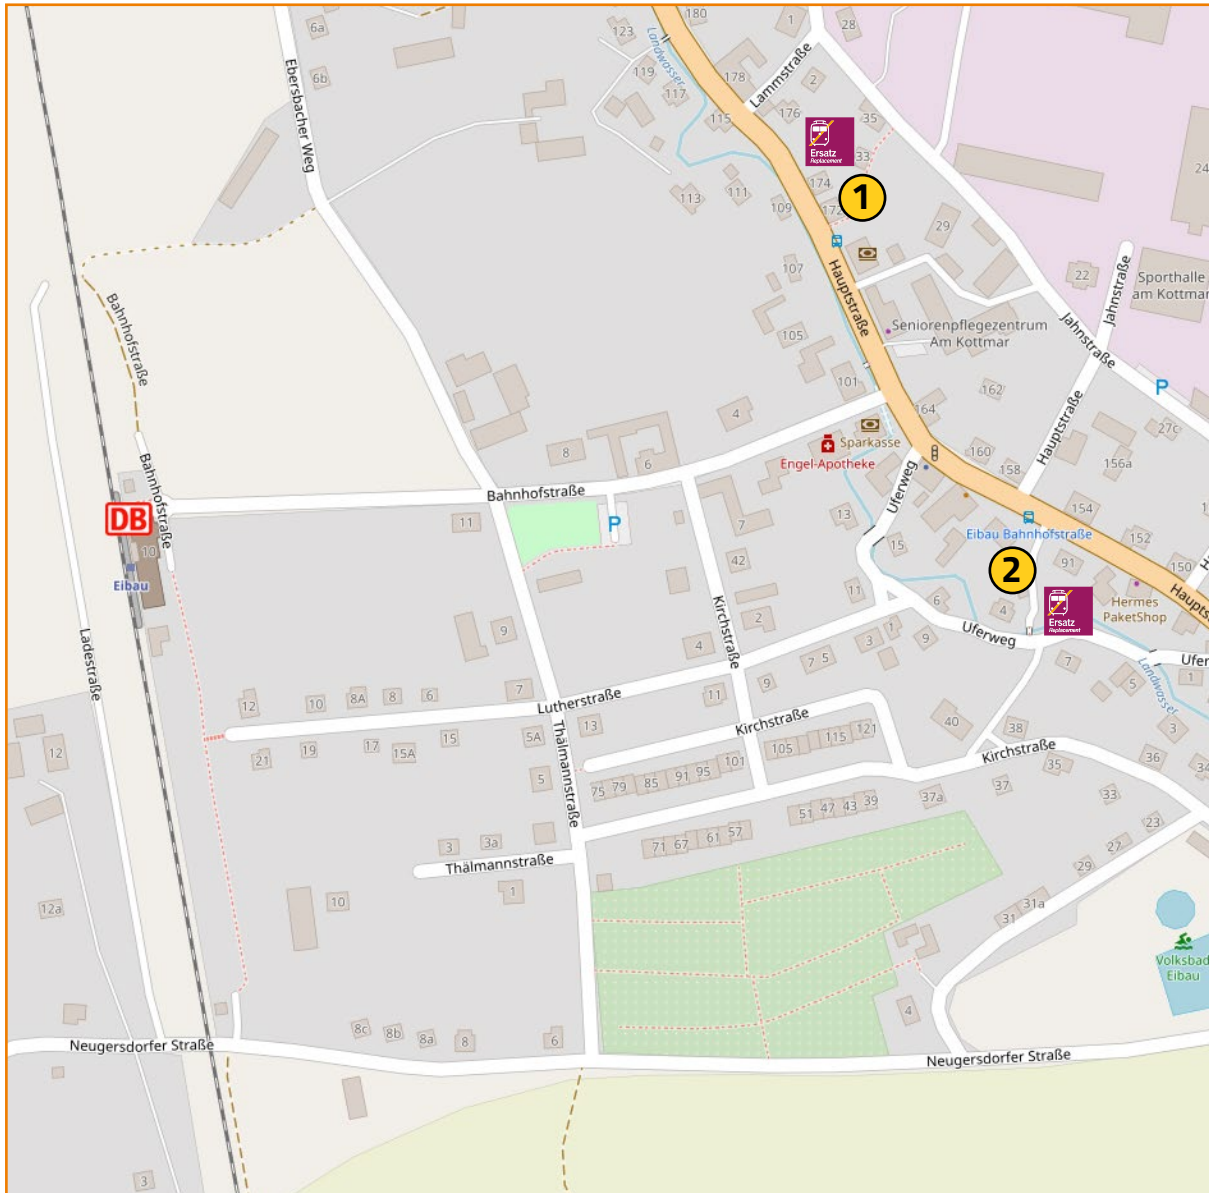 6a
6b
Ebersbacher Weg
123
119
117
Landwasser
180
178
115
113
111
109
Lammstraße
1
28
2
176
35
33
Ersatz
Replacement
174
172
1
29
24
22
Sporthalle
am Kottmar
Jahnstraße
Jahnstraße
107
105
101
Hauptstraße
Seniorenpflegezentrum
Am Kottmar
162
164
160
158
P
27c
156a
154
152
150
Hauptstraße
Bahnhofstraße
Bahnhofstraße
DB
10
Eibau
Ladestraße
4
8
6
Bahnhofstraße
11
P
7
42
Sparkasse
Engel-Apotheke
Uferweg
13
15
11
Eibau Bahnhofstraße
2
91
4
Ersatz
Replacement
Hermes
PaketShop
6
9
1
3
Uferweg
7
5
1
3
Landwasser
Kirchstraße
2
4
9
7
12
10
8A
8
6
21
19
17
15A
15
5A
Lutherstraße
13
11
9
7
5
Kirchstraße
5
75
79
85
91
95
101
105
115
121
40
38
Kirchstraße
35
36
34
33
37
37a
Thälmannstraße
51
47
43
39
71
67
61
57
3
3a
Thälmannstraße
1
10
12
12a
23
27
29
31
31a
Volksbad
Eibau
4
8c
8b
8a
8
6
Neugersdorfer Straße
Neugersdorfer Straße
3